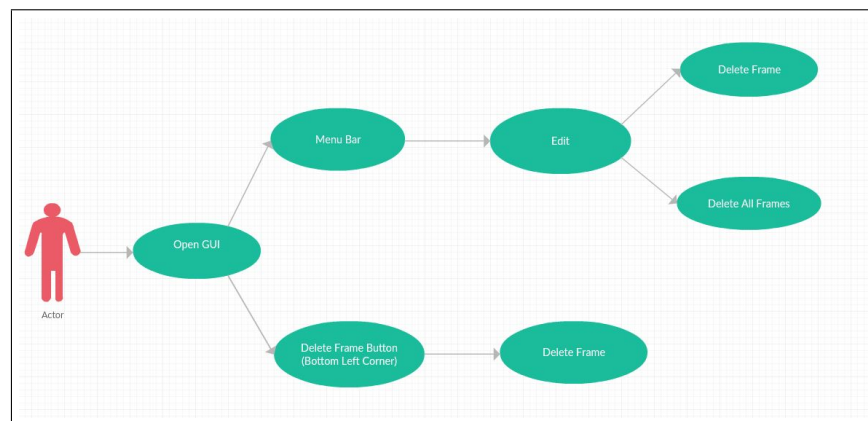 Delete Frame
Menu Bar
Edit
Delete All Frames
Open GUI
Actor
Delete Frame Button
(Bottom Left Corner)
Delete Frame